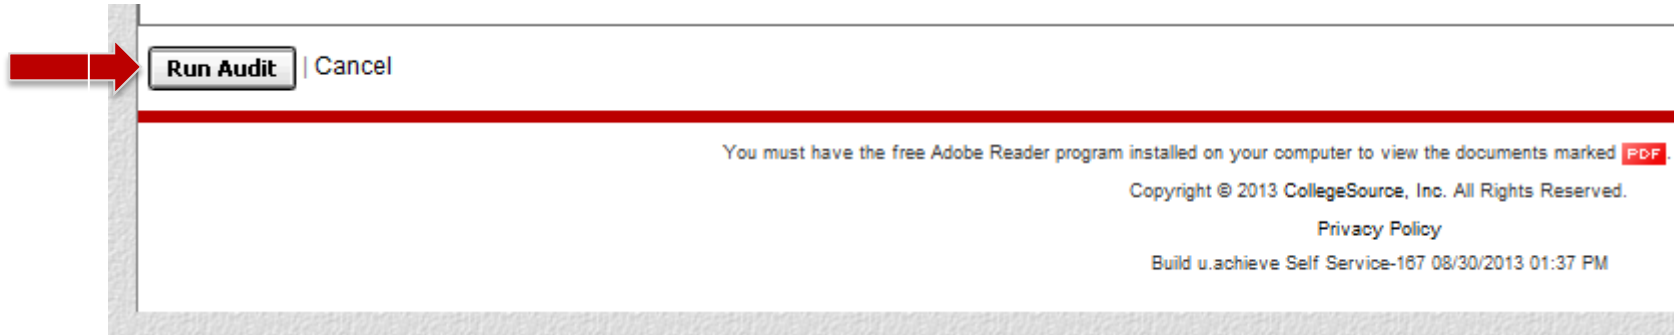 Run Audit | Cancel
You must have the free Adobe Reader program installed on your computer to view the documents marked PDF.
Copyright © 2013 CollegeSource, Inc. All Rights Reserved.
Privacy Policy
Build u.achieve Self Service-167 08/30/2013 01:37 PM